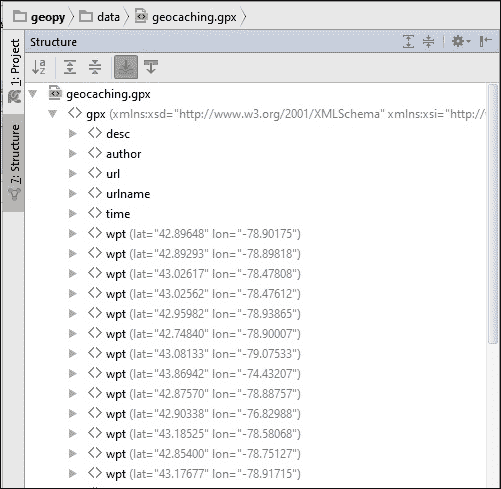 geopy data geocaching.gpx
Structure
1: Project
7: Structure
geocaching.gpx
gpx (xmlns:xsd="http://www.w3.org/2001/XMLSchema" xmlns:xsi="http://
desc
author
url
urlname
time
wpt (lat="42.89648" lon="-78.90175")
wpt (lat="42.89293" lon="-78.89818")
wpt (lat="43.02617" lon="-78.47808")
wpt (lat="43.02562" lon="-78.47612")
wpt (lat="42.95982" lon="-78.93865")
wpt (lat="42.74840" lon="-78.90007")
wpt (lat="43.08133" lon="-79.07533")
wpt (lat="43.86942" lon="-74.43207")
wpt (lat="42.87570" lon="-78.88757")
wpt (lat="42.90338" lon="-76.82988")
wpt (lat="43.18525" lon="-78.58068")
wpt (lat="42.85400" lon="-78.75127")
wpt (lat="43.17677" lon="-78.91715")